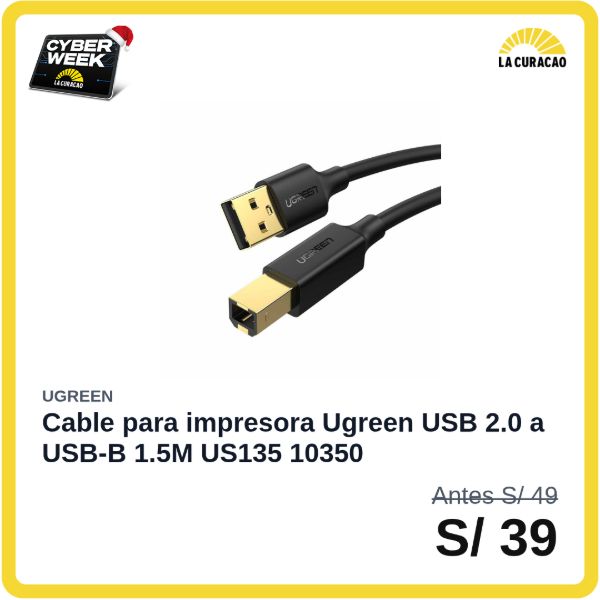 CYBER
WEEK
LA CURACAO
LA CURACAO
UGREEN
UGREEN
UGREEN
Cable para impresora Ugreen USB 2.0 a
USB-B 1.5M US135 10350
Antes S/ 49
S/ 39